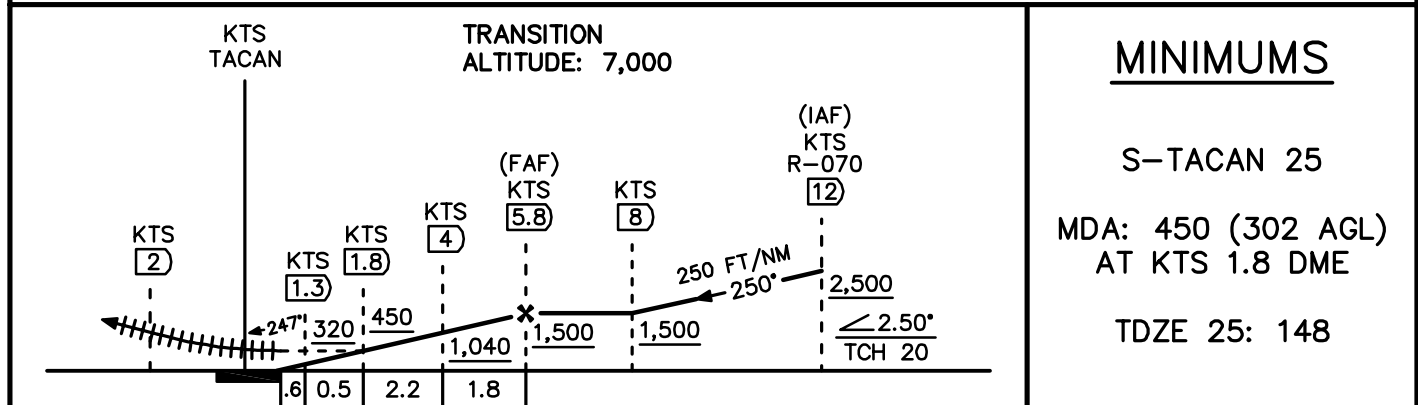 KTS
TACAN
TRANSITION
ALTITUDE: 7,000
(IAF)
KTS
R-070
12
(FAF)
KTS
5.8
KTS
8
KTS
4
KTS
1.8
KTS
1.3
KTS
2
250 FT/NM
250°
2,500
2.50°
TCH 20
←247°
320
450
1,040
1,500
1,500
.6
0.5
2.2
1.8
MINIMUMS
S-TACAN 25
MDA: 450 (302 AGL)
AT KTS 1.8 DME
TDZE 25: 148